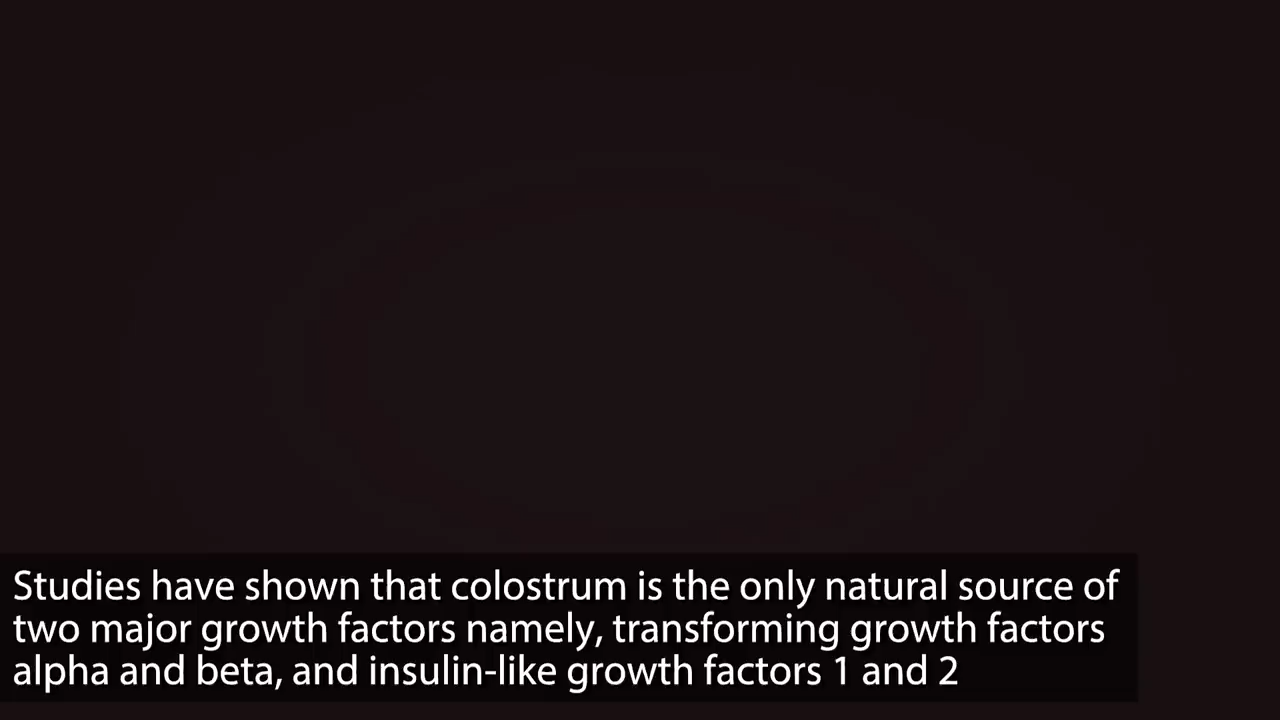 Studies have shown that colostrum is the only natural source of
two major growth factors namely, transforming growth factors
alpha and beta, and insulin-like growth factors 1 and 2